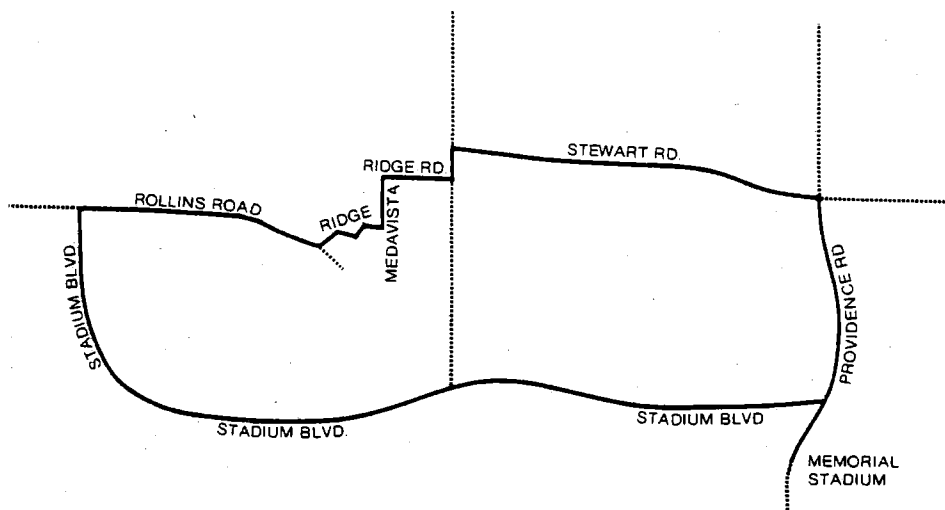 STEWART RD.
RIDGE RD.
ROLLINS ROAD
RIDGE
MEDAVISTA
STADIUM BLVD.
PROVIDENCE RD
STADIUM BLVD.
STADIUM BLVD
MEMORIAL
STADIUM